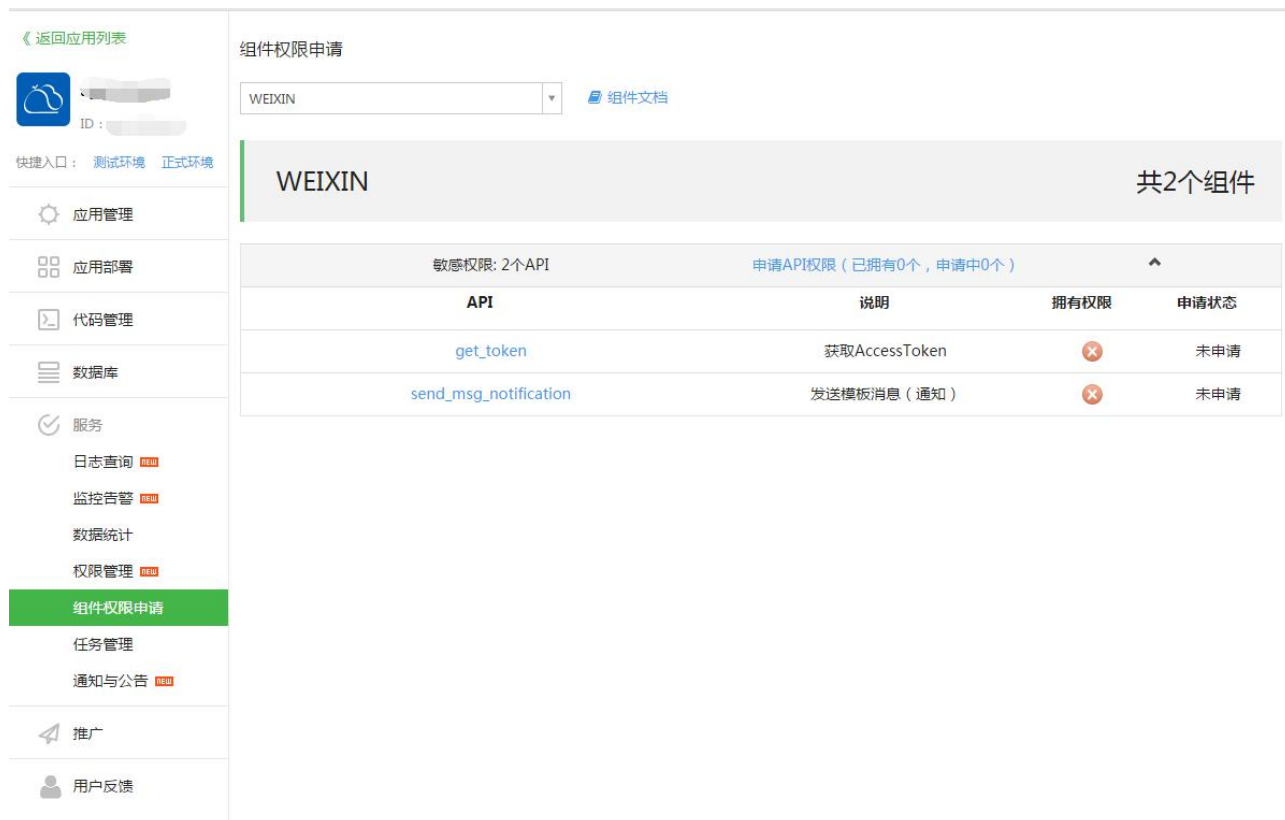 《 返回应用列表
ID：
快捷入口： 测试环境 正式环境
应用管理
应用部署
代码管理
数据库
服务
日志查询 NEW
监控告警 NEW
数据统计
权限管理 NEW
组件权限申请
任务管理
通知与公告 NEW
推广
用户反馈
组件权限申请
WEIXIN 组件文档
WEIXIN 共2个组件
敏感权限: 2个API 申请API权限（已拥有0个，申请中0个）
API 说明 拥有权限 申请状态
get_token 获取AccessToken 未申请
send_msg_notification 发送模板消息（通知） 未申请